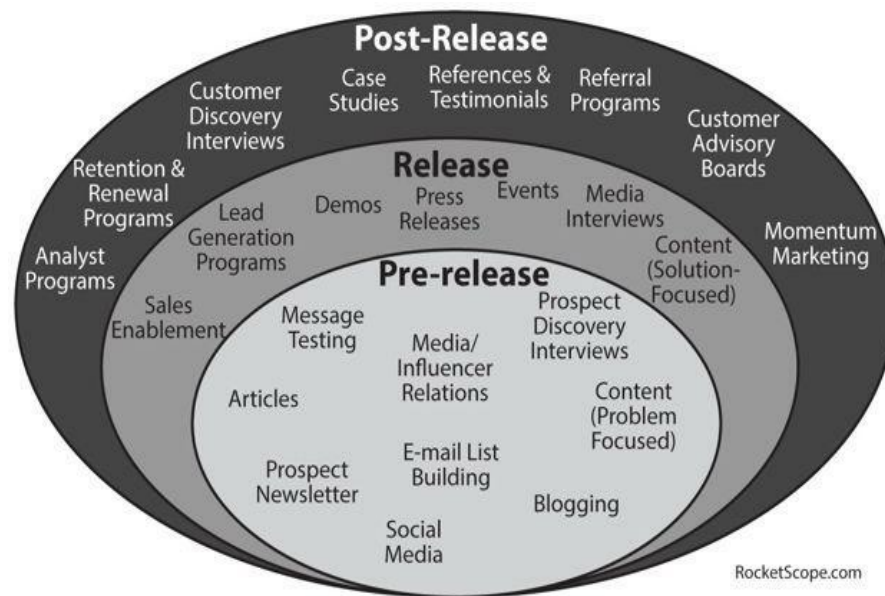 Post-Release
Case
Studies
References &
Testimonials
Referral
Programs
Customer
Discovery
Interviews
Customer
Advisory
Boards
Retention &
Renewal
Programs
Analyst
Programs
Momentum
Marketing
Release
Lead
Generation
Programs
Demos
Press
Releases
Events
Media
Interviews
Content
(Solution-
Focused)
Sales
Enablement
Pre-release
Message
Testing
Media/
Influencer
Relations
Prospect
Discovery
Interviews
Articles
Content
(Problem
Focused)
Prospect
Newsletter
E-mail List
Building
Blogging
Social
Media
RocketScope.com